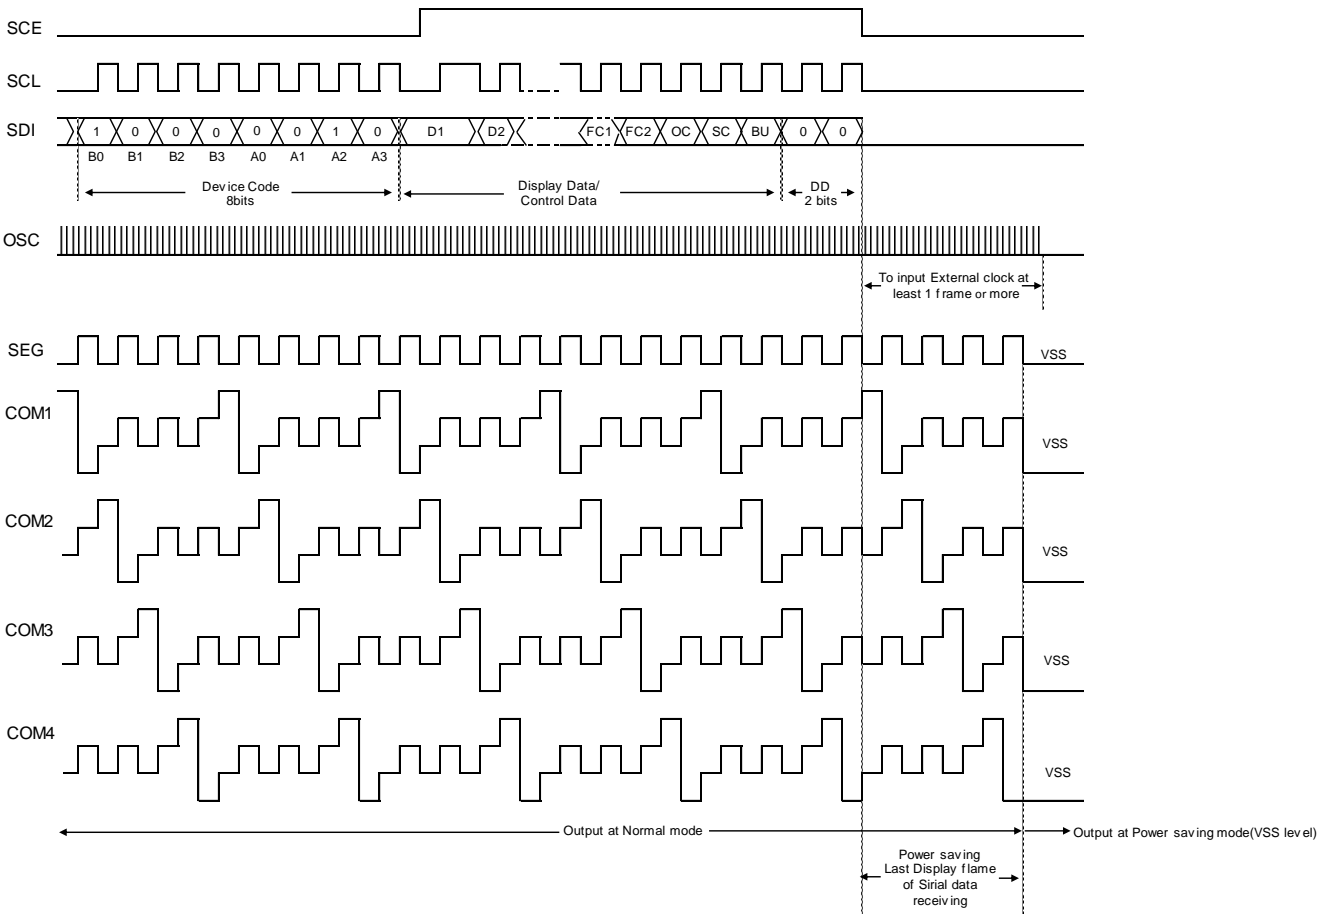 SCE
SCL
SDI
1 0 0 0 0 0 1 0 D1 D2 FC1 FC2 OC SC BU 0 0
B0 B1 B2 B3 A0 A1 A2 A3
Device Code
8bits
Display Data/
Control Data
DD
2 bits
OSC
To input External clock at
least 1 frame or more
SEG
VSS
COM1
VSS
COM2
VSS
COM3
VSS
COM4
VSS
Output at Normal mode
Output at Power saving mode(VSS level)
Power saving
Last Display flame
of Sirial data
receiving